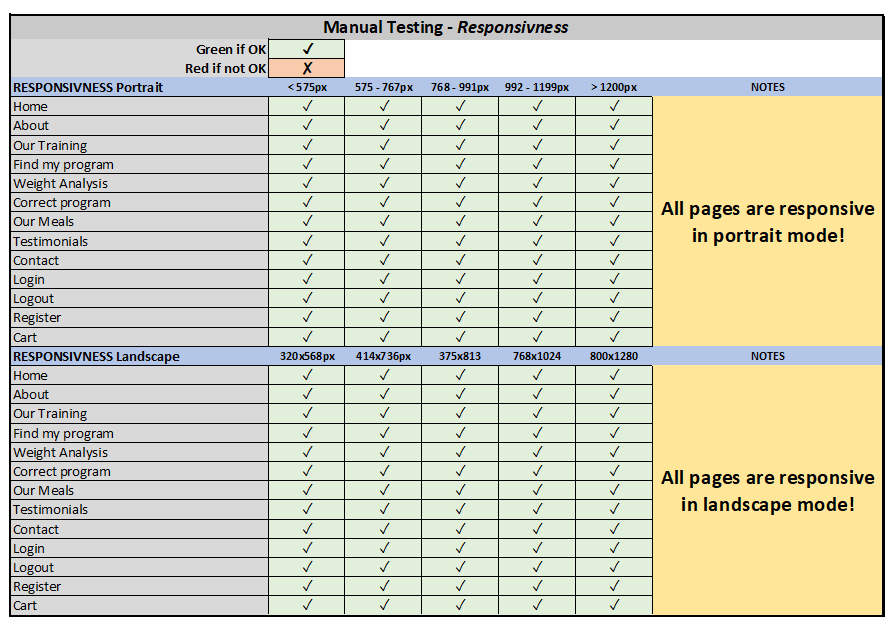 Manual Testing - Responsivness
Green if OK ✓
Red if not OK ✗
RESPONSIVNESS Portrait < 575px 575 - 767px 768 - 991px 992 - 1199px > 1200px NOTES
Home ✓ ✓ ✓ ✓ ✓
About ✓ ✓ ✓ ✓ ✓
Our Training ✓ ✓ ✓ ✓ ✓
Find my program ✓ ✓ ✓ ✓ ✓
Weight Analysis ✓ ✓ ✓ ✓ ✓
Correct program ✓ ✓ ✓ ✓ ✓
Our Meals ✓ ✓ ✓ ✓ ✓
Testimonials ✓ ✓ ✓ ✓ ✓
Contact ✓ ✓ ✓ ✓ ✓
Login ✓ ✓ ✓ ✓ ✓
Logout ✓ ✓ ✓ ✓ ✓
Register ✓ ✓ ✓ ✓ ✓
Cart ✓ ✓ ✓ ✓ ✓
All pages are responsive
in portrait mode!
RESPONSIVNESS Landscape 320x568px 414x736px 375x813 768x1024 800x1280 NOTES
Home ✓ ✓ ✓ ✓ ✓
About ✓ ✓ ✓ ✓ ✓
Our Training ✓ ✓ ✓ ✓ ✓
Find my program ✓ ✓ ✓ ✓ ✓
Weight Analysis ✓ ✓ ✓ ✓ ✓
Correct program ✓ ✓ ✓ ✓ ✓
Our Meals ✓ ✓ ✓ ✓ ✓
Testimonials ✓ ✓ ✓ ✓ ✓
Contact ✓ ✓ ✓ ✓ ✓
Login ✓ ✓ ✓ ✓ ✓
Logout ✓ ✓ ✓ ✓ ✓
Register ✓ ✓ ✓ ✓ ✓
Cart ✓ ✓ ✓ ✓ ✓
All pages are responsive
in landscape mode!